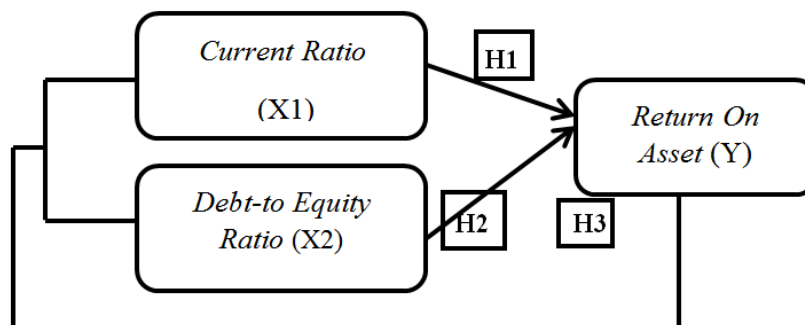 Current Ratio
(X1)
H1
Return On
Asset (Y)
Debt-to Equity
Ratio (X2)
H2
H3